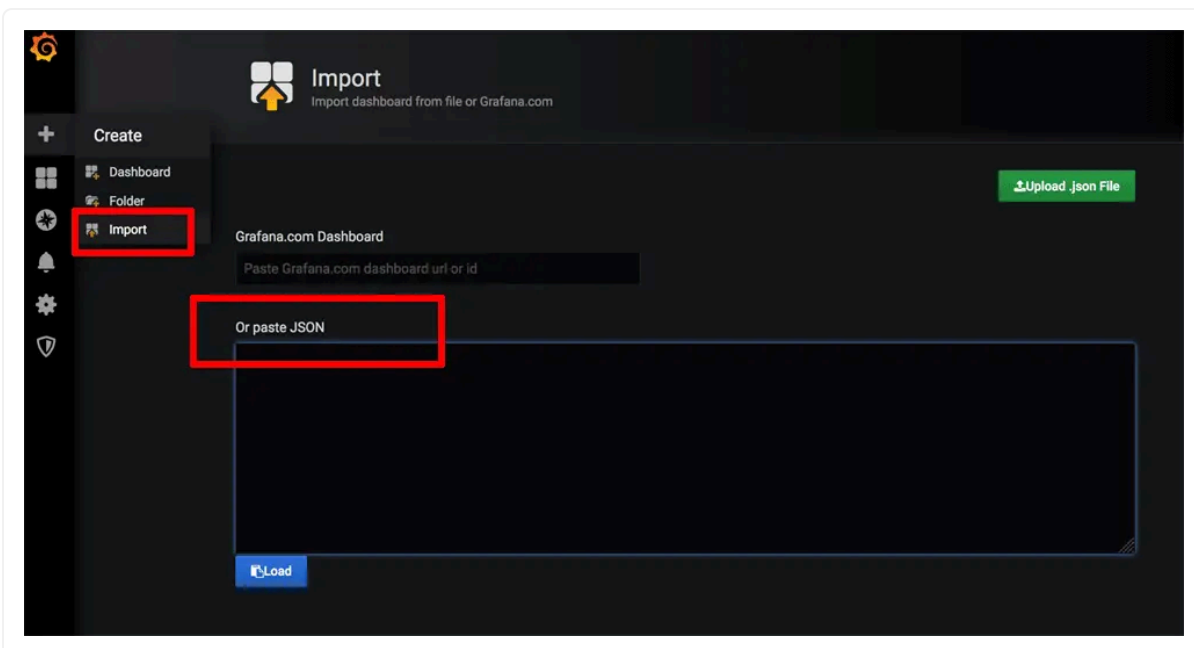 Import
Import dashboard from file or Grafana.com
Create
Dashboard
Folder
Import
Upload .json File
Grafana.com Dashboard
Paste Grafana.com dashboard url or id
Or paste JSON
Load